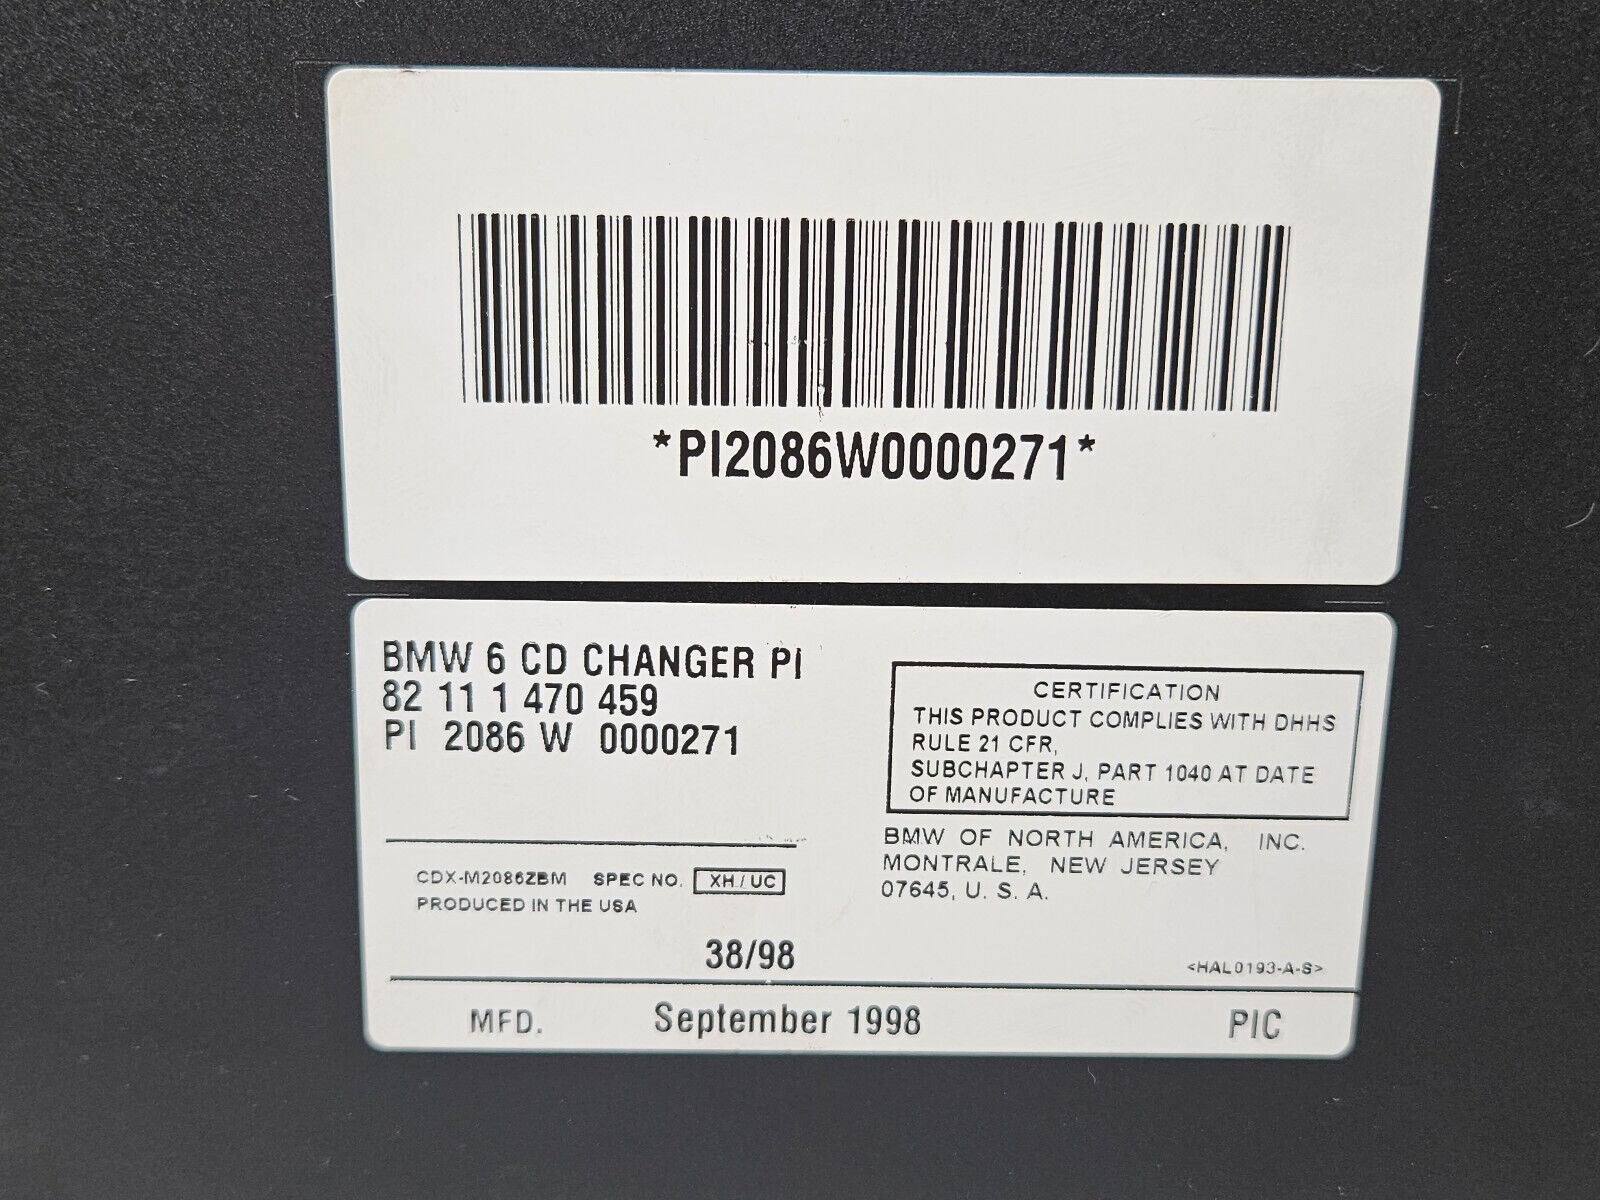 *PI2086W0000271*
BMW 6 CD CHANGER PI
82 11 1 470 459
PI 2086 W 0000271
CERTIFICATION
THIS PRODUCT COMPLIES WITH DHHS
RULE 21 CFR,
SUBCHAPTER J, PART 1040 AT DATE
OF MANUFACTURE
BMW OF NORTH AMERICA, INC.
MONTRALE, NEW JERSEY
07645, U. S. A.
CDX-M2086ZBM SPEC NO. XH/UC
PRODUCED IN THE USA
38/98
<HAL0193-A-S>
MFD. September 1998 PIC